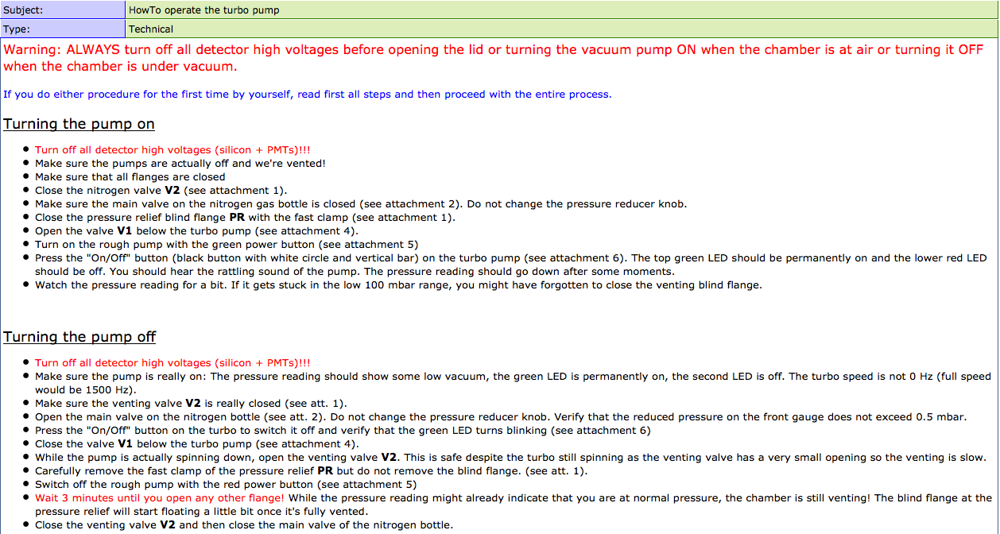 Subject: HowTo operate the turbo pump
Type: Technical
Warning: ALWAYS turn off all detector high voltages before opening the lid or turning the vacuum pump ON when the chamber is at air or turning it OFF
when the chamber is under vacuum.
If you do either procedure for the first time by yourself, read first all steps and then proceed with the entire process.
Turning the pump on
● Turn off all detector high voltages (silicon + PMTs)!!!
● Make sure the pumps are actually off and we're vented!
● Make sure that all flanges are closed
● Close the nitrogen valve V2 (see attachment 1).
● Make sure the main valve on the nitrogen gas bottle is closed (see attachment 2). Do not change the pressure reducer knob.
● Close the pressure relief blind flange PR with the fast clamp (see attachment 1).
● Open the valve V1 below the turbo pump (see attachment 4).
● Turn on the rough pump with the green power button (see attachment 5)
● Press the "On/Off" button (black button with white circle and vertical bar) on the turbo pump (see attachment 6). The top green LED should be permanently on and the lower red LED
should be off. You should hear the rattling sound of the pump. The pressure reading should go down after some moments.
● Watch the pressure reading for a bit. If it gets stuck in the low 100 mbar range, you might have forgotten to close the venting blind flange.
Turning the pump off
● Turn off all detector high voltages (silicon + PMTs)!!!
● Make sure the pump is really on: The pressure reading should show some low vacuum, the green LED is permanently on, the second LED is off. The turbo speed is not 0 Hz (full speed
would be 1500 Hz).
● Make sure the venting valve V2 is really closed (see att. 1).
● Open the main valve on the nitrogen bottle (see att. 2). Do not change the pressure reducer knob. Verify that the reduced pressure on the front gauge does not exceed 0.5 mbar.
● Press the "On/Off" button on the turbo to switch it off and verify that the green LED turns blinking (see attachment 6)
● Close the valve V1 below the turbo pump (see attachment 4).
● While the pump is actually spinning down, open the venting valve V2. This is safe despite the turbo still spinning as the venting valve has a very small opening so the venting is slow.
● Carefully remove the fast clamp of the pressure relief PR but do not remove the blind flange. (see att. 1).
● Switch off the rough pump with the red power button (see attachment 5)
● Wait 3 minutes until you open any other flange! While the pressure reading might already indicate that you are at normal pressure, the chamber is still venting! The blind flange at the
pressure relief will start floating a little bit once it's fully vented.
● Close the venting valve V2 and then close the main valve of the nitrogen bottle.